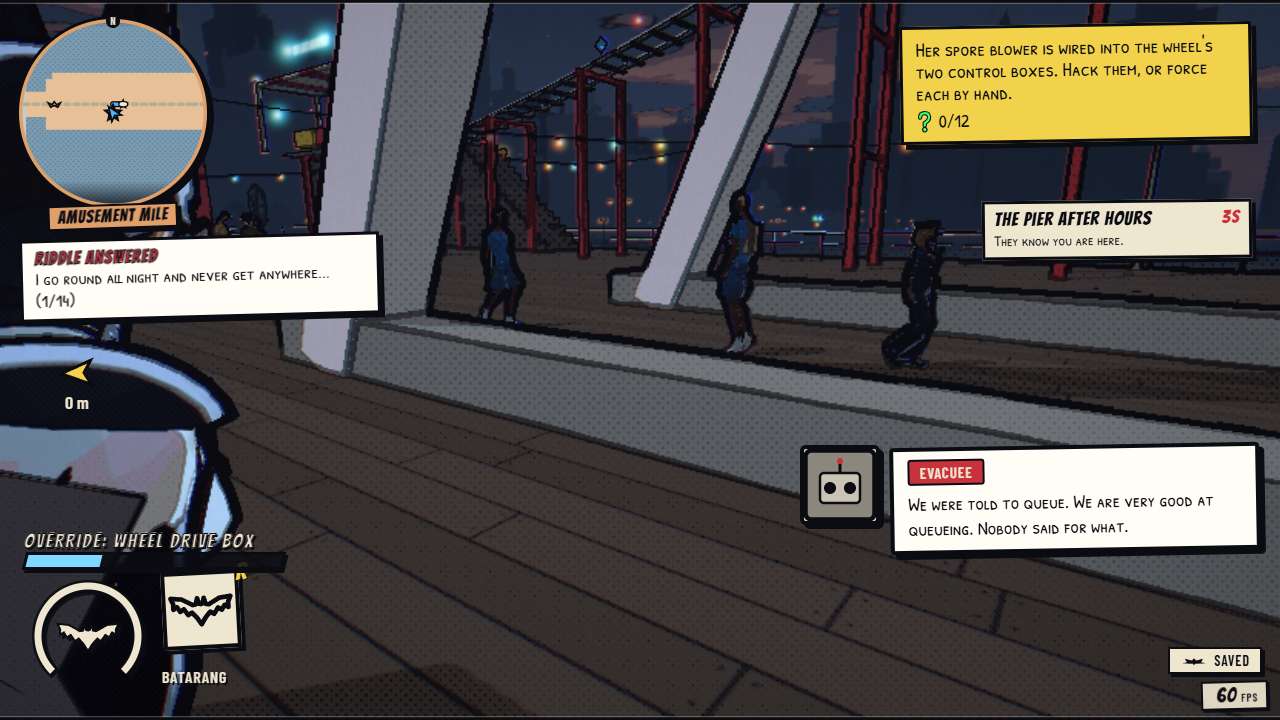 N
AMUSEMENT MILE
RIDDLE ANSWERED
I GO ROUND ALL NIGHT AND NEVER GET ANYWHERE...
(1/14)
HER SPORE BLOWER IS WIRED INTO THE WHEEL'S
TWO CONTROL BOXES. HACK THEM, OR FORCE
EACH BY HAND.
? 0/12
THE PIER AFTER HOURS 3S
THEY KNOW YOU ARE HERE.
0 m
EVACUEE
WE WERE TOLD TO QUEUE. WE ARE VERY GOOD AT
QUEUEING. NOBODY SAID FOR WHAT.
OVERRIDE: WHEEL DRIVE BOX
BATARANG
SAVED
60 FPS